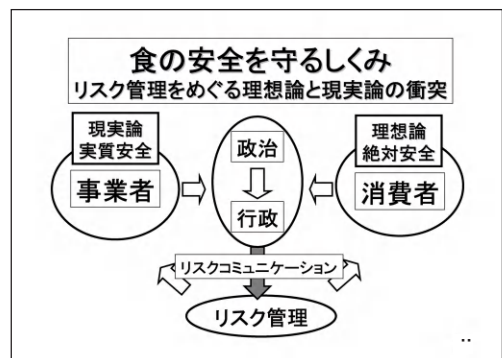 食の安全を守るしくみ
リスク管理をめぐる理想論と現実論の衝突
現実論
実質安全
事業者
政治
行政
理想論
絶対安全
消費者
リスクコミュニケーション
リスク管理